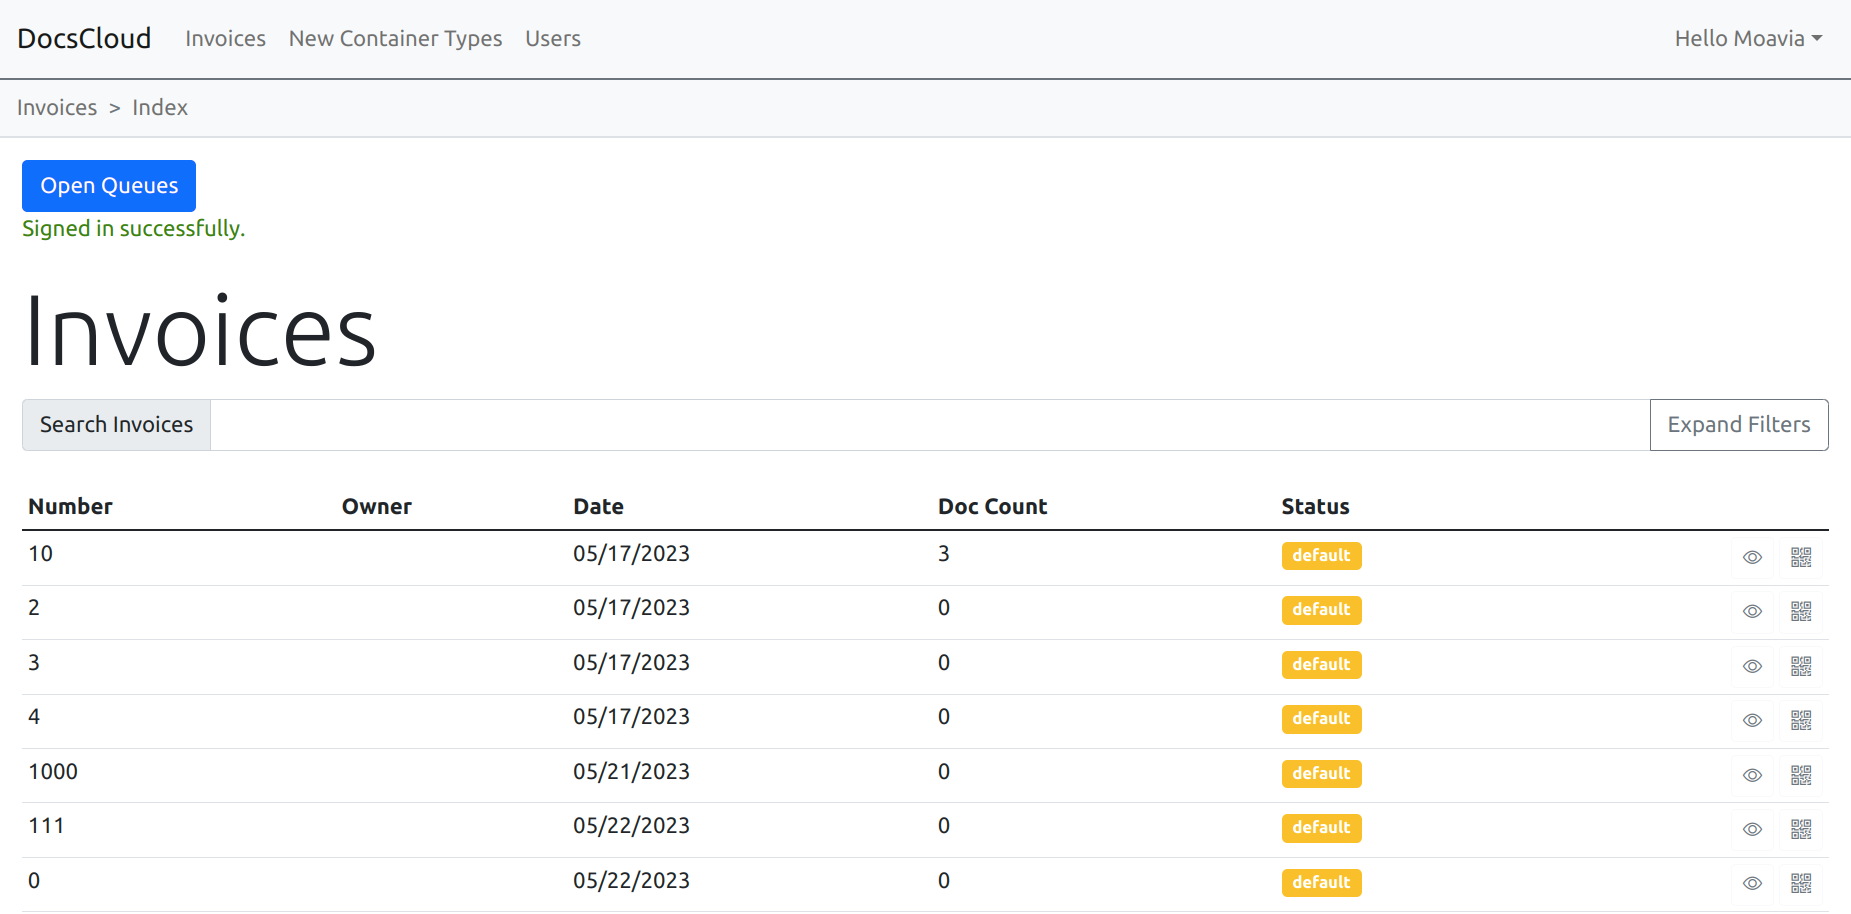 DocsCloud Invoices New Container Types Users Hello Moavia
Invoices > Index
Open Queues
Signed in successfully.
Invoices
Search Invoices Expand Filters
Number Owner Date Doc Count Status
10 05/17/2023 3 default
2 05/17/2023 0 default
3 05/17/2023 0 default
4 05/17/2023 0 default
1000 05/21/2023 0 default
111 05/22/2023 0 default
0 05/22/2023 0 default